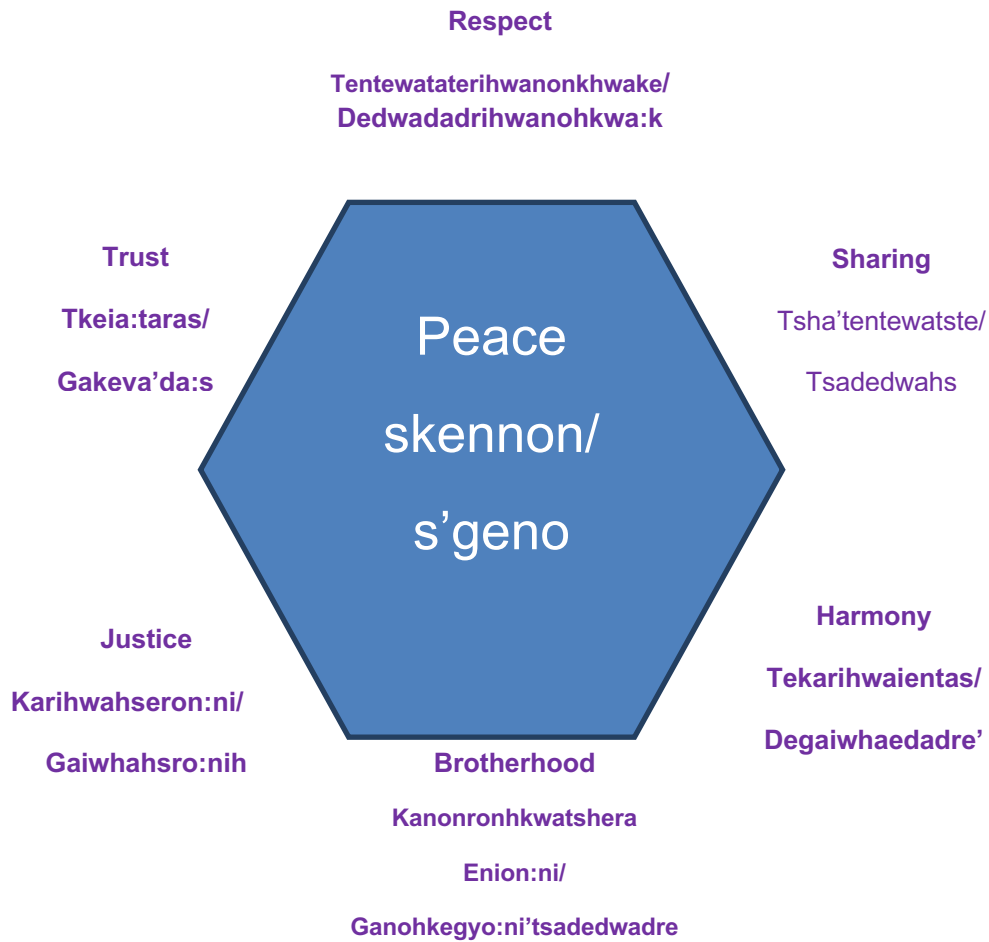 Respect
Tentewataterihwanonkhwake/
Dedwadadrihwanohkwa:k
Trust
Tkeia:taras/
Gakeva’da:s
Sharing
Tsha’tentewatste/
Tsadedwahs
Peace
skennon/
s’geno
Justice
Karihwahseron:ni/
Gaiwhahsro:nih
Harmony
Tekarihwaientas/
Degaiwhaedadre’
Brotherhood
Kanonronhkwatshera
Enion:ni/
Ganohkegyo:ni’tsadedwadre